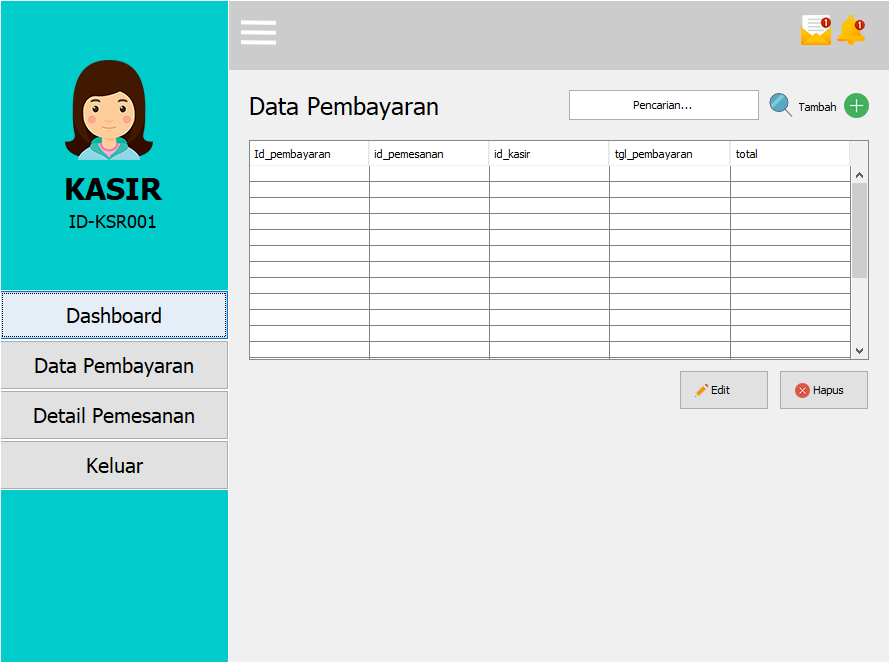 KASIR
ID-KSR001
Dashboard
Data Pembayaran
Detail Pemesanan
Keluar
1 1
Data Pembayaran
Pencarian...
Tambah
Id_pembayaran id_pemesanan id_kasir tgl_pembayaran total
Edit
Hapus